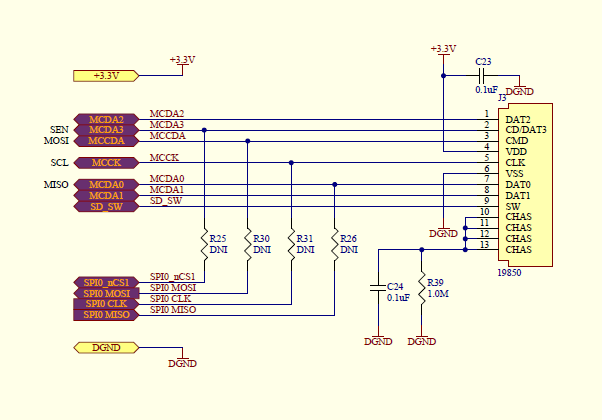 +3.3V
C23
+3.3V
+3.3V
0.1uF
DGND
J3
MCDA2 MCDA2 1 DAT2
SEN MCDA3 MCDA3 2 CD/DAT3
MOSI MCCDA MCCDA 3 CMD
4 VDD
SCL MCCK MCCK 5 CLK
6 VSS
MISO MCDA0 MCDA0 7 DAT0
MCDA1 MCDA1 8 DAT1
SD_SW SD_SW 9 SW
10 CHAS
11 CHAS
12 CHAS
13 CHAS
DGND
R25 R30 R31 R26
DNI DNI DNI DNI
19850
SPI0_nCS1 SPI0_nCS1
SPI0 MOSI SPI0 MOSI
SPI0 CLK SPI0 CLK
SPI0 MISO SPI0 MISO
C24 R39
0.1uF 1.0M
DGND DGND
DGND
DGND